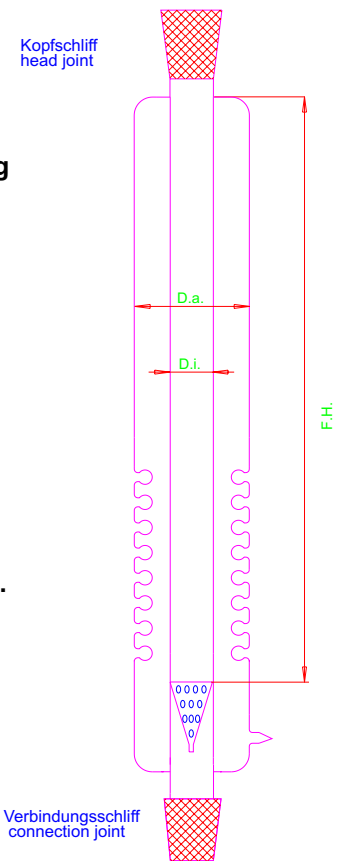 Kopfschliff
head joint
g
D.a.
D.i.
F.H.
.
Verbindungsschliff
connection joint